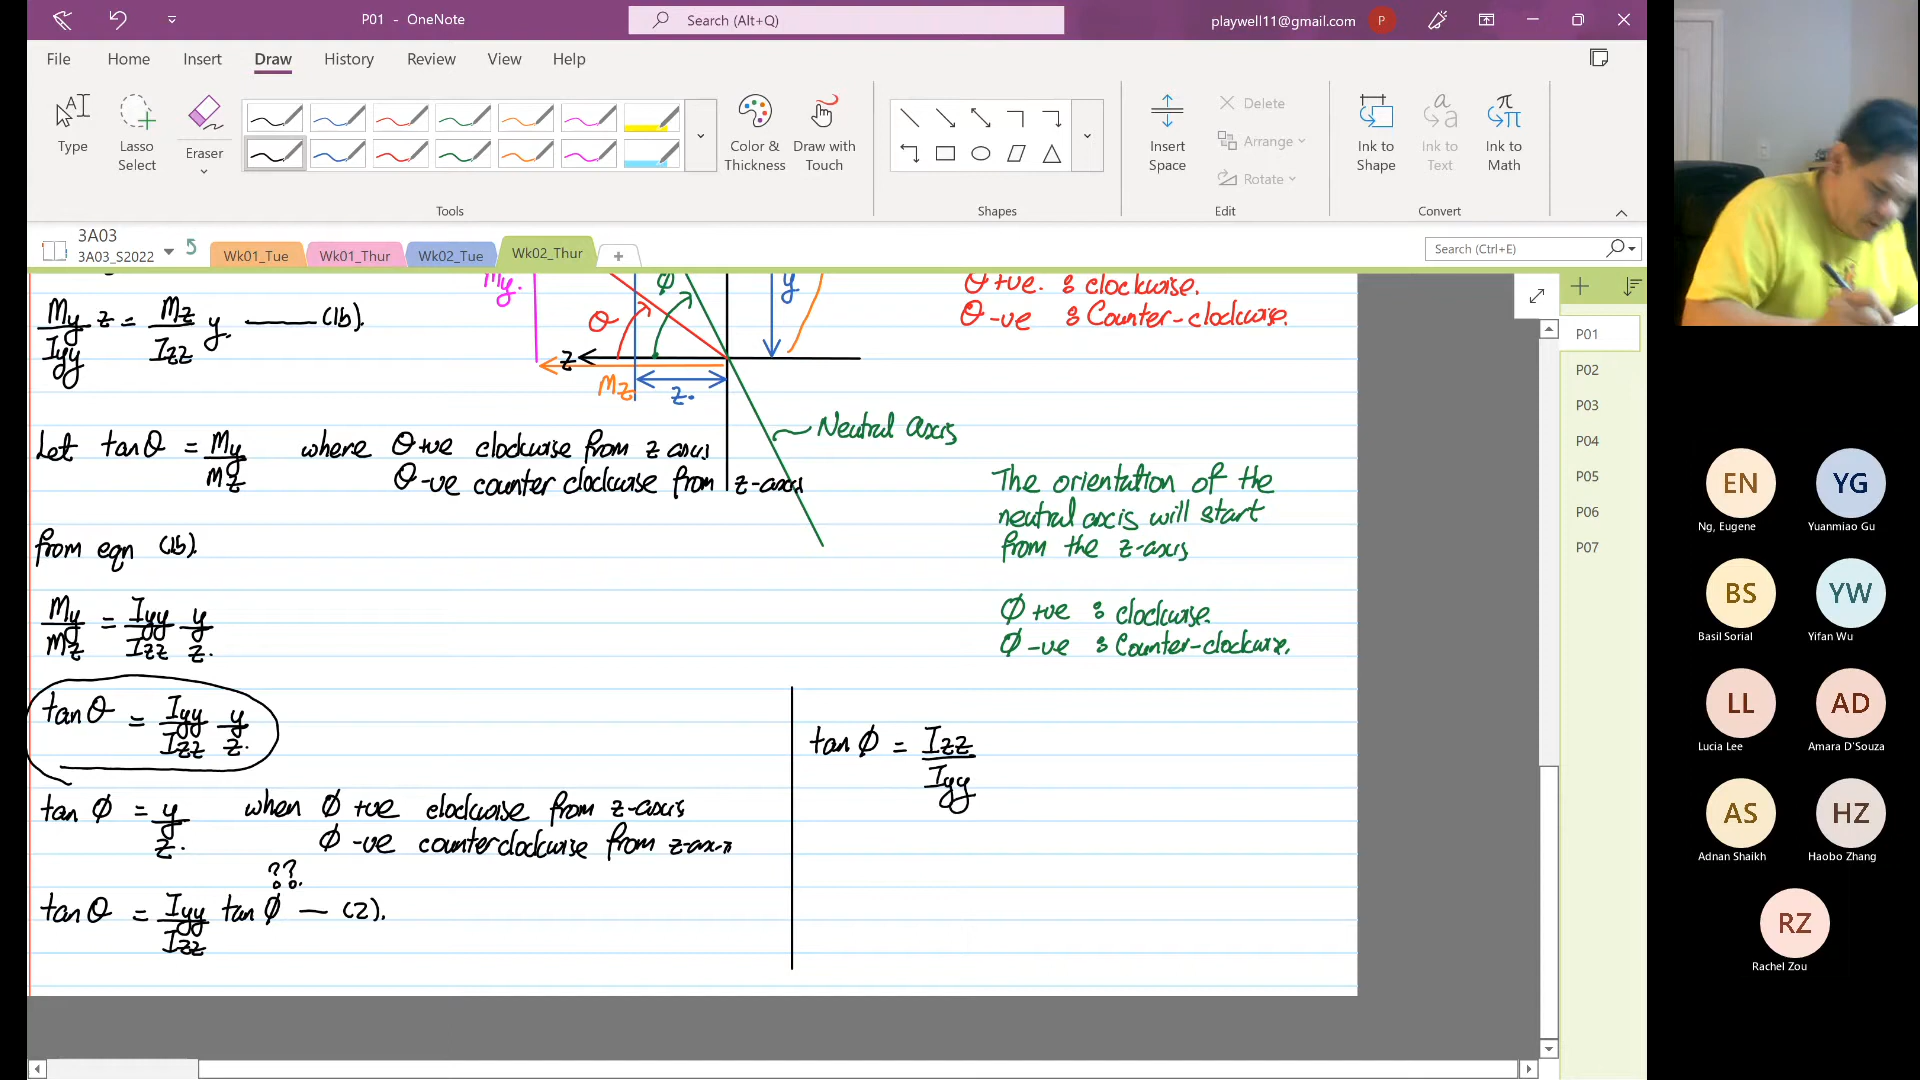 P01 - OneNote
Search (Alt+Q)
playwell11@gmail.com
P
File
Home
Insert
Draw
History
Review
View
Help
Type
Lasso Select
Eraser
Color & Thickness
Draw with Touch
Insert Space
Delete
Arrange
Rotate
Ink to Shape
Ink to Text
Ink to Math
Tools
Shapes
Edit
Convert
3A03
3A03_S2022
Wk01_Tue
Wk01_Thur
Wk02_Tue
Wk02_Thur
Search (Ctrl+E)
P01
P02
P03
P04
P05
P06
P07
My/Iyy z = Mz/Izz y. —— (1b).
My.
θ
ϕ
y
z
Mz
z.
Neutral Axis
θ +ve. : clockwise.
θ -ve : Counter-clockwise.
Let tanθ = My/Mz where θ +ve clockwise from z axis
θ -ve counter clockwise from z-axis
The orientation of the
neutral axis will start
from the z-axis
from eqn (1b).
ϕ +ve : clockwise.
ϕ -ve : Counter-clockwise.
My/Mz = Iyy/Izz y/z.
tanθ = Iyy/Izz y/z.
tan ϕ = y/z. when ϕ +ve clockwise from z-axis
ϕ -ve counterclockwise from z-axis
??
tanθ = Iyy/Izz tan ϕ — (2).
tan ϕ = Izz/Iyy
EN
Ng, Eugene
YG
Yuanmiao Gu
BS
Basil Sorial
YW
Yifan Wu
LL
Lucia Lee
AD
Amara D'Souza
AS
Adnan Shaikh
HZ
Haobo Zhang
RZ
Rachel Zou